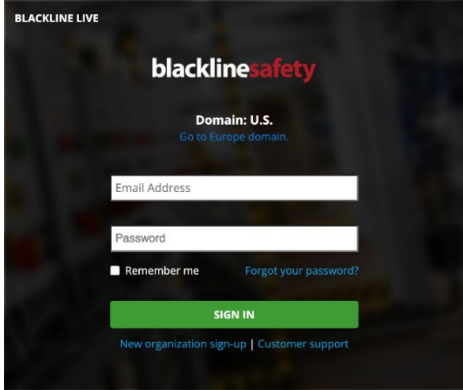 BLACKLINE LIVE
blacklinesafety
Domain: U.S.
Go to Europe domain.
Email Address
Password
Remember me Forgot your password?
SIGN IN
New organization sign-up | Customer support